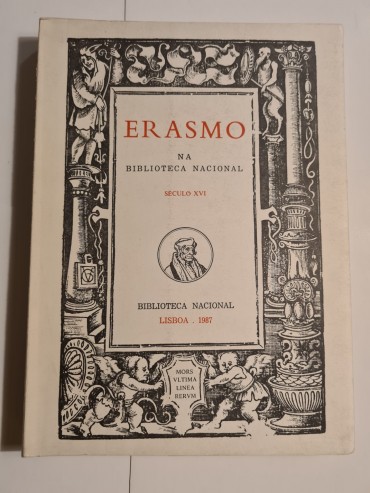 ERASMO
NA
BIBLIOTECA NACIONAL
SÉCULO XVI
BIBLIOTECA NACIONAL
LISBOA . 1987
MORS
VLTIMA
LINEA
RERVM